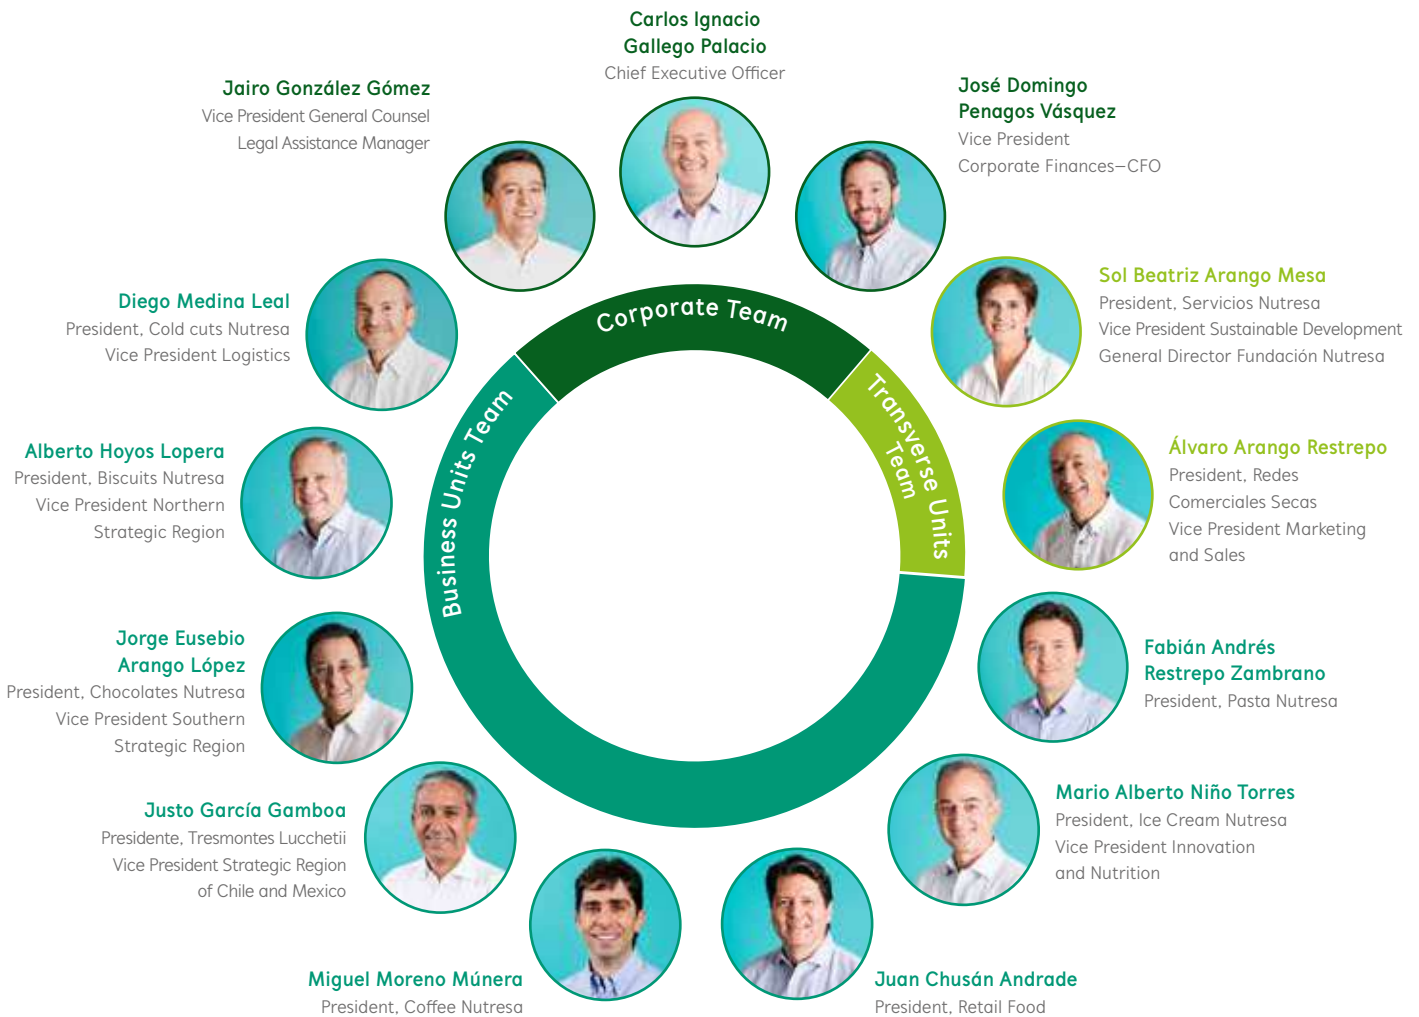 Carlos Ignacio
Gallego Palacio
Chief Executive Officer
Jairo González Gómez
Vice President General Counsel
Legal Assistance Manager
José Domingo
Penagos Vásquez
Vice President
Corporate Finances–CFO
Diego Medina Leal
President, Cold cuts Nutresa
Vice President Logistics
Sol Beatriz Arango Mesa
President, Servicios Nutresa
Vice President Sustainable Development
General Director Fundación Nutresa
Corporate Team
Business Units Team
Transverse Units
Team
Alberto Hoyos Lopera
President, Biscuits Nutresa
Vice President Northern
Strategic Region
Álvaro Arango Restrepo
President, Redes
Comerciales Secas
Vice President Marketing
and Sales
Jorge Eusebio
Arango López
President, Chocolates Nutresa
Vice President Southern
Strategic Region
Fabián Andrés
Restrepo Zambrano
President, Pasta Nutresa
Justo García Gamboa
Presidente, Tresmontes Lucchetii
Vice President Strategic Region
of Chile and Mexico
Mario Alberto Niño Torres
President, Ice Cream Nutresa
Vice President Innovation
and Nutrition
Miguel Moreno Múnera
President, Coffee Nutresa
Juan Chusán Andrade
President, Retail Food